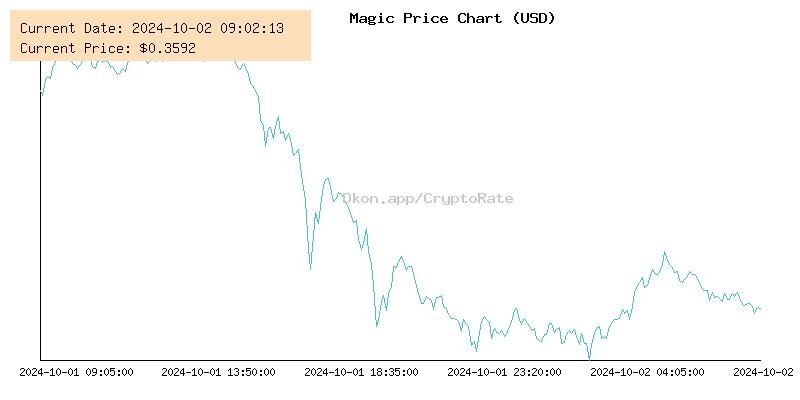 Magic Price Chart (USD)
Current Date: 2024-10-02 09:02:13
Current Price: $0.3592
Dkon.app/CryptoRate
2024-10-01 09:05:00
2024-10-01 13:50:00
2024-10-01 18:35:00
2024-10-01 23:20:00
2024-10-02 04:05:00
2024-10-02